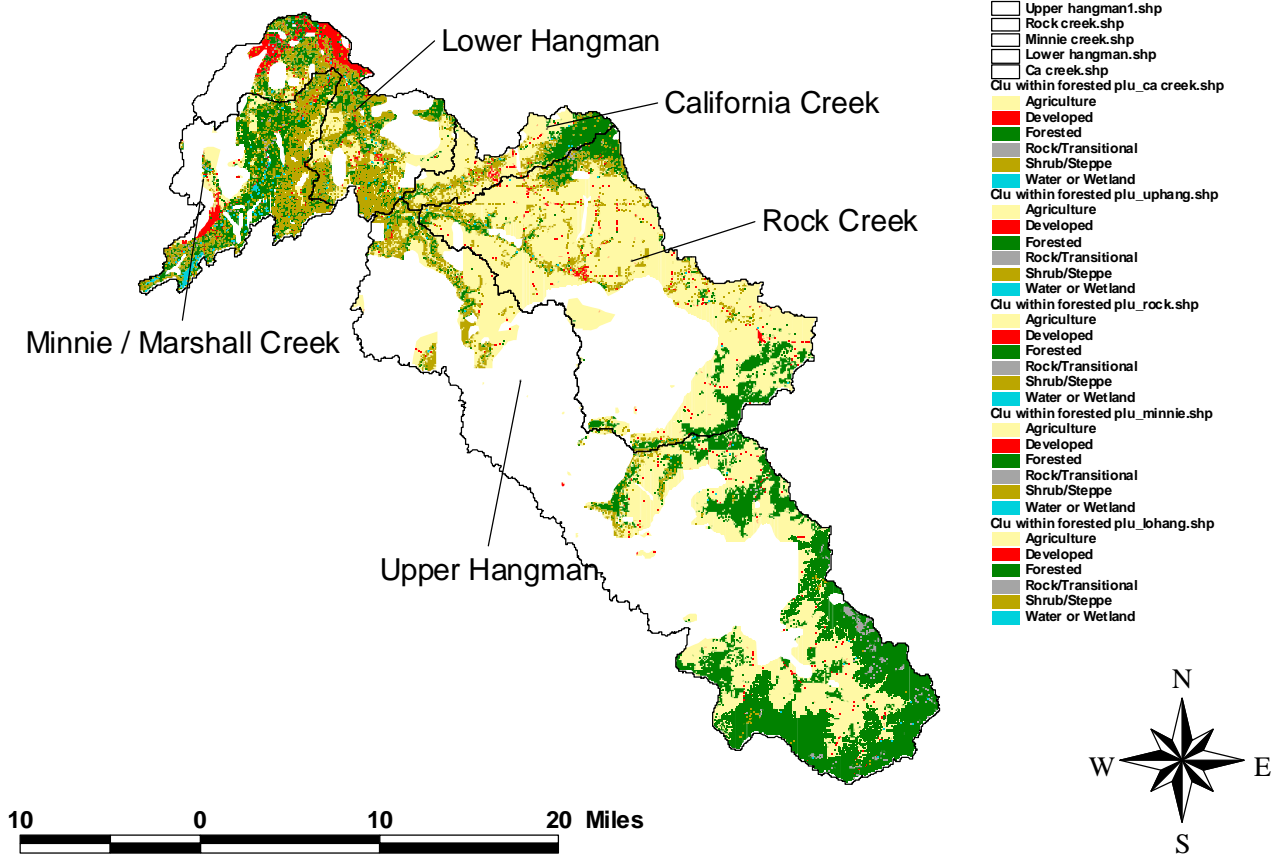 Lower Hangman
California Creek
Rock Creek
Minnie / Marshall Creek
Upper Hangman
Upper hangman1.shp
Rock creek.shp
Minnie creek.shp
Lower hangman.shp
Ca creek.shp
Clu within forested plu_ca creek.shp
Agriculture
Developed
Forested
Rock/Transitional
Shrub/Steppe
Water or Wetland
Clu within forested plu_uphang.shp
Agriculture
Developed
Forested
Rock/Transitional
Shrub/Steppe
Water or Wetland
Clu within forested plu_rock.shp
Agriculture
Developed
Forested
Rock/Transitional
Shrub/Steppe
Water or Wetland
Clu within forested plu_minnie.shp
Agriculture
Developed
Forested
Rock/Transitional
Shrub/Steppe
Water or Wetland
Clu within forested plu_lohang.shp
Agriculture
Developed
Forested
Rock/Transitional
Shrub/Steppe
Water or Wetland
N
W E
S
10 0 10 20 Miles